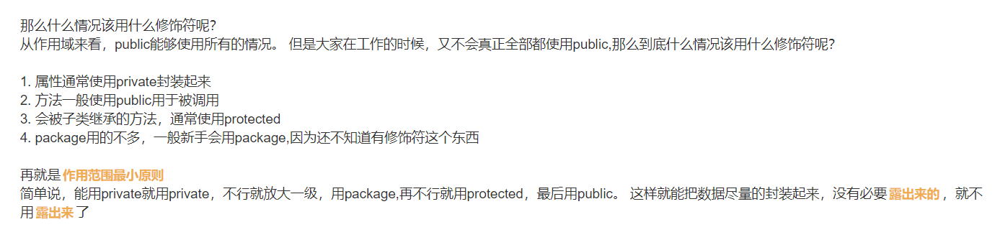 那么什么情况该用什么修饰符呢?
从作用域来看，public能够使用所有的情况。 但是大家在工作的时候，又不会真正全部都使用public,那么到底什么情况该用什么修饰符呢?
1. 属性通常使用private封装起来
2. 方法一般使用public用于被调用
3. 会被子类继承的方法，通常使用protected
4. package用的不多，一般新手会用package,因为还不知道有修饰符这个东西
再就是作用范围最小原则
简单说，能用private就用private，不行就放大一级，用package,再不行就用protected，最后用public。 这样就能把数据尽量的封装起来，没有必要露出来的，就不
用露出来了